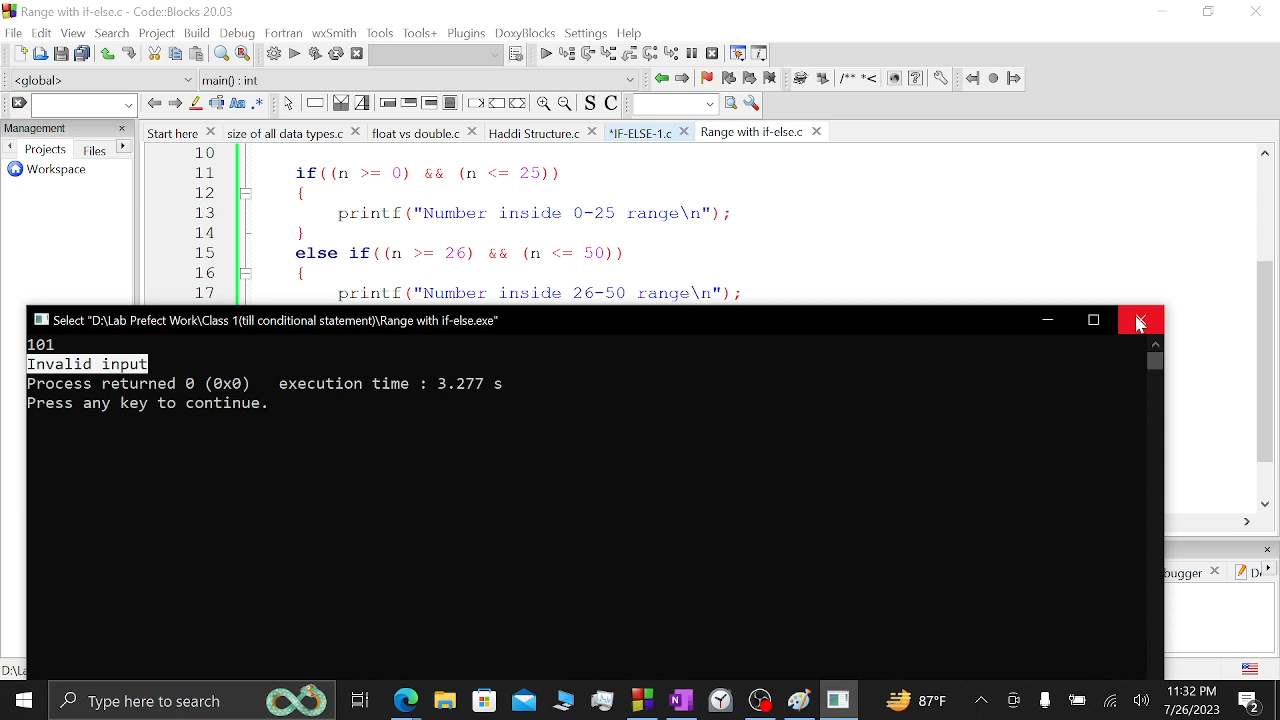 Range with if-else.c - Code::Blocks 20.03
File Edit View Search Project Build Debug Fortran wxSmith Tools Tools+ Plugins DoxyBlocks Settings Help
<global> main() : int
/** *<
Aa .* S C
Management
Projects Files
Workspace
Start here size of all data types.c float vs double.c Haddi Structure.c *IF-ELSE-1.c Range with if-else.c
10
11 if((n >= 0) && (n <= 25))
12 {
13 printf("Number inside 0-25 range\n");
14 }
15 else if((n >= 26) && (n <= 50))
16 {
17 printf("Number inside 26-50 range\n");
Select "D:\Lab Prefect Work\Class 1(till conditional statement)\Range with if-else.exe"
101
Invalid input
Process returned 0 (0x0) execution time : 3.277 s
Press any key to continue.
bugger
D:\La
Type here to search
87°F
11:32 PM
7/26/2023
2